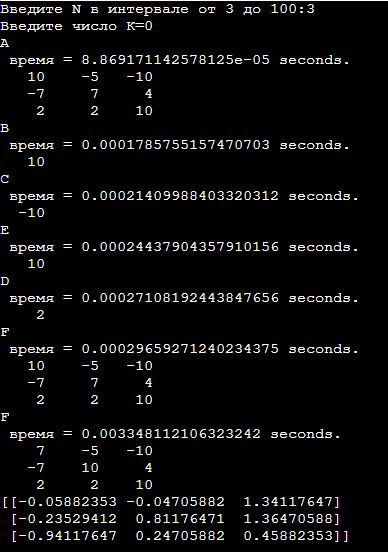 Введите N в интервале от 3 до 100:3
Введите число K=0
A
время = 8.869171142578125e-05 seconds.
10 -5 -10
-7 7 4
2 2 10
B
время = 0.0001785755157470703 seconds.
10
C
время = 0.00021409988403320312 seconds.
-10
E
время = 0.00024437904357910156 seconds.
10
D
время = 0.00027108192443847656 seconds.
2
F
время = 0.00029659271240234375 seconds.
10 -5 -10
-7 7 4
2 2 10
F
время = 0.003348112106323242 seconds.
7 -5 -10
-7 10 4
2 2 10
[[-0.05882353 -0.04705882 1.34117647]
[-0.23529412 0.81176471 1.36470588]
[-0.94117647 0.24705882 0.45882353]]